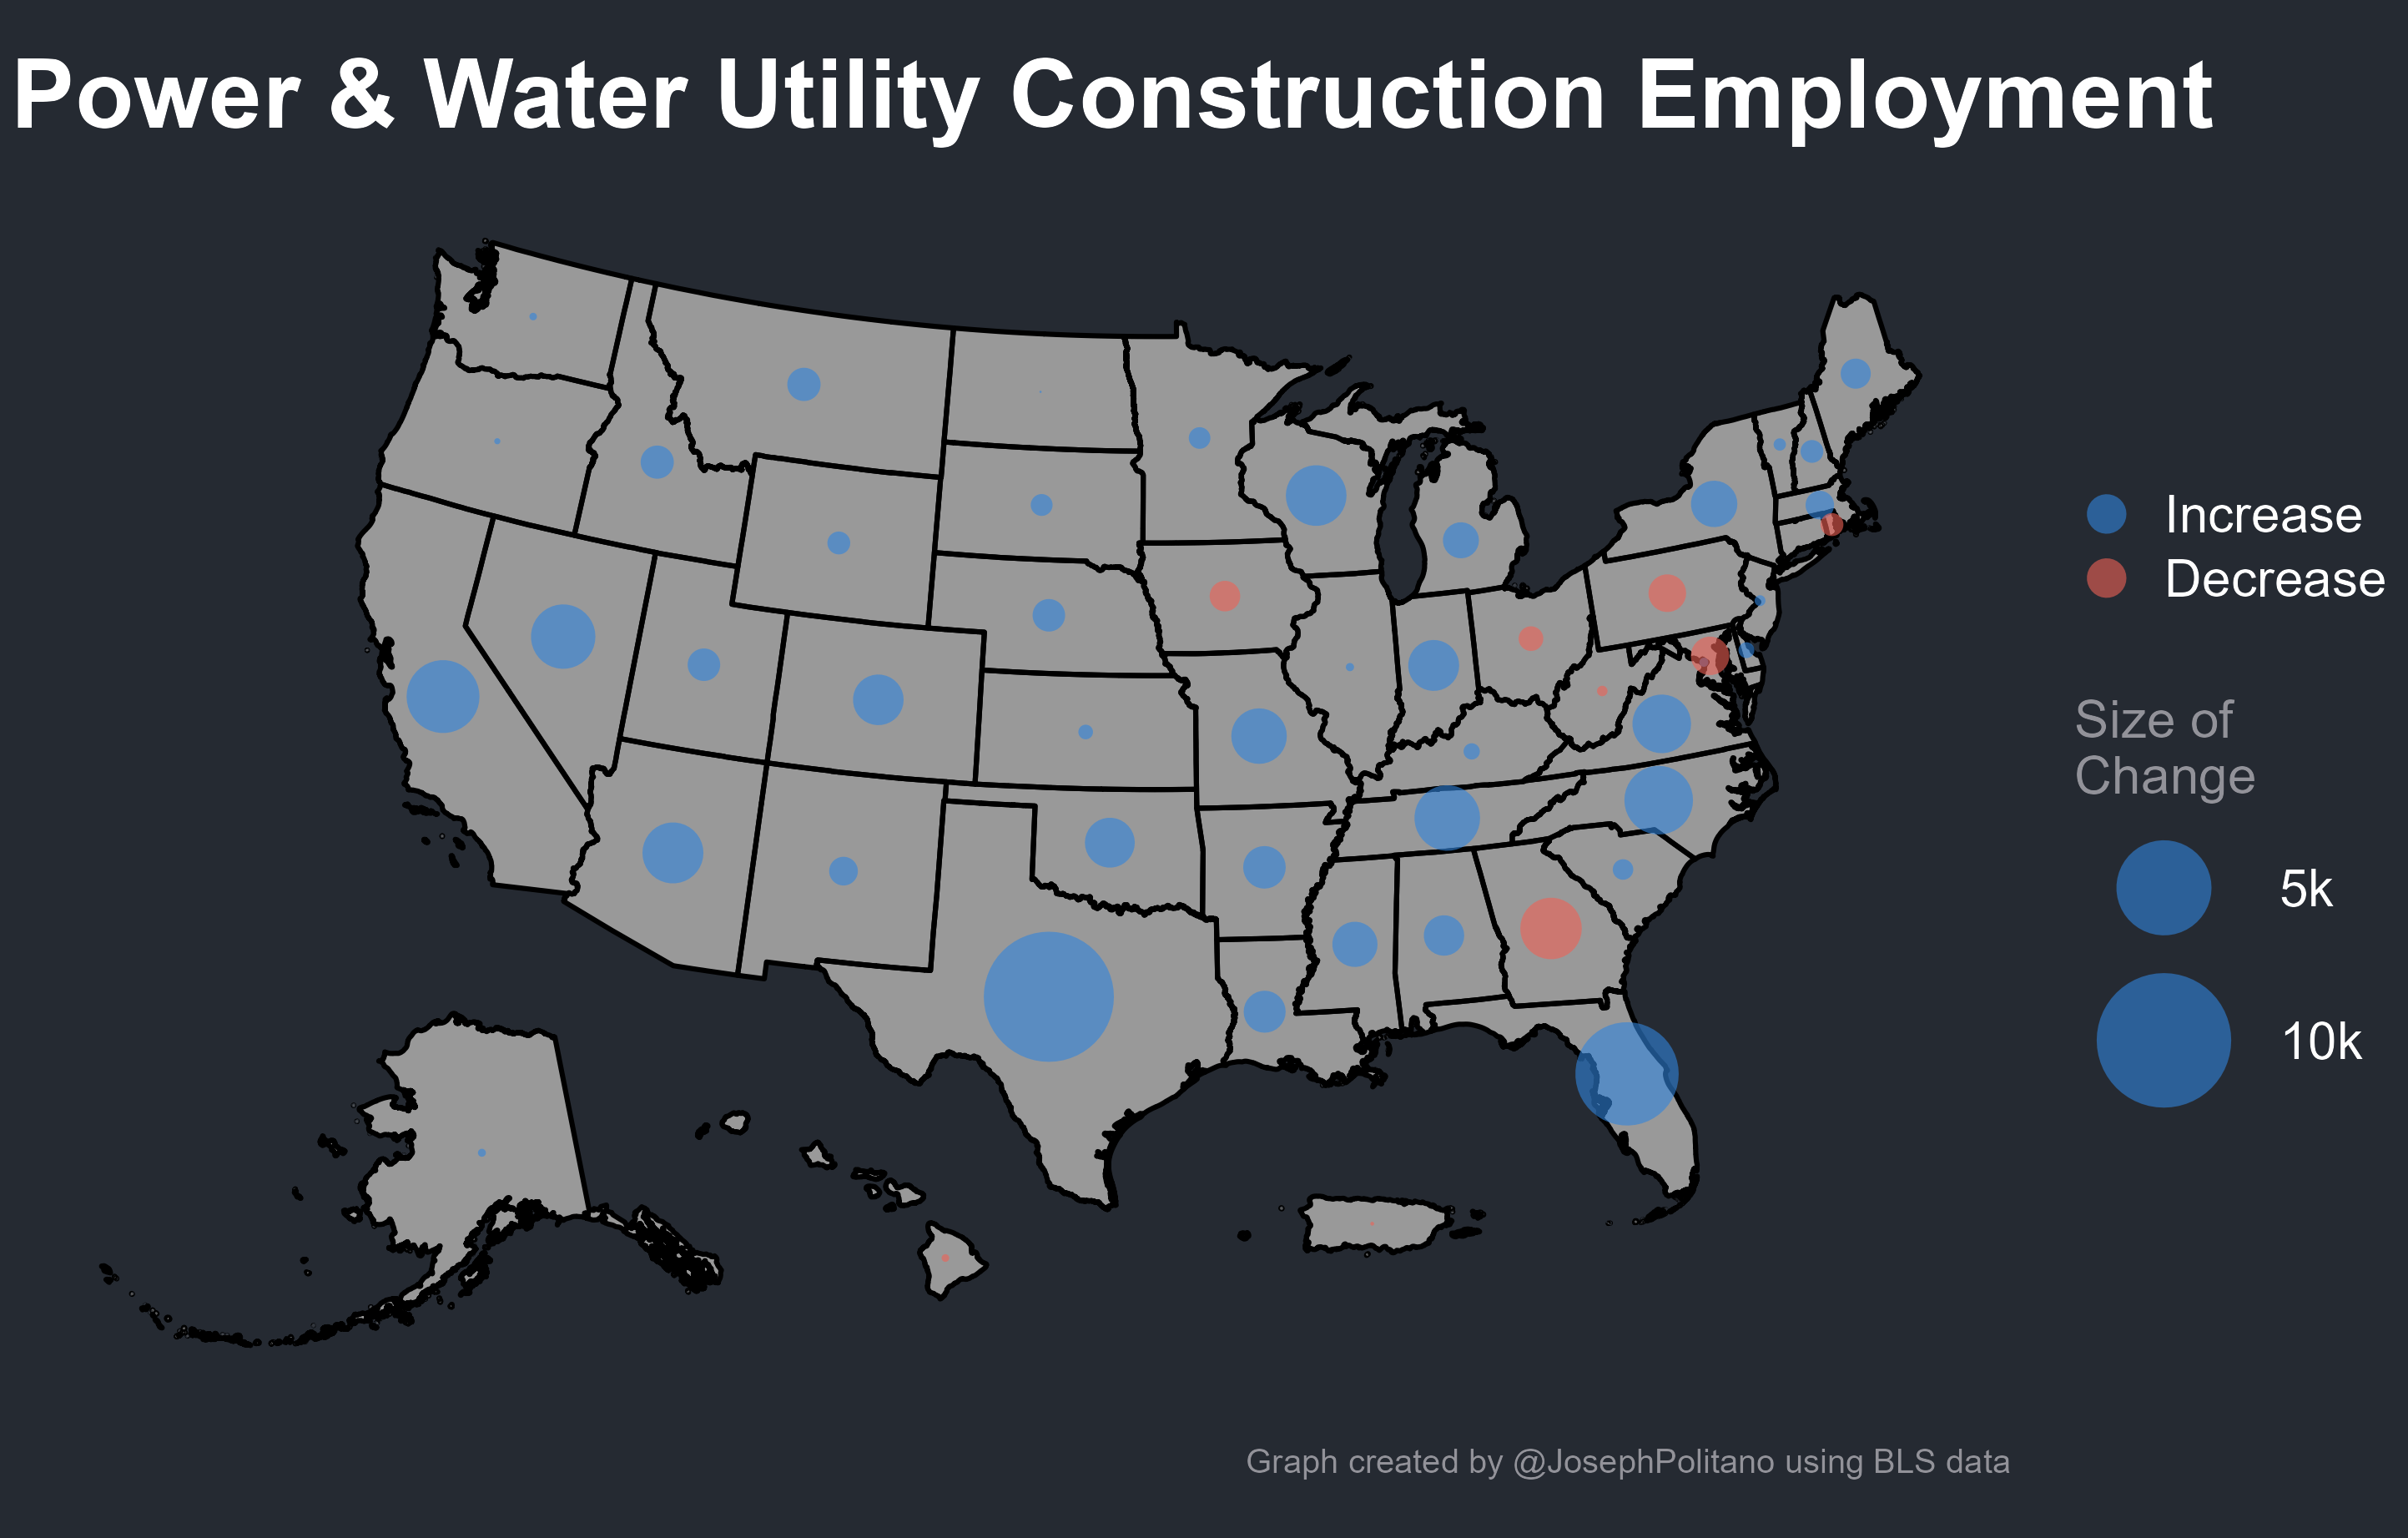 Power & Water Utility Construction Employment
Increase
Decrease
Size of
Change
5k
10k
Graph created by @JosephPolitano using BLS data